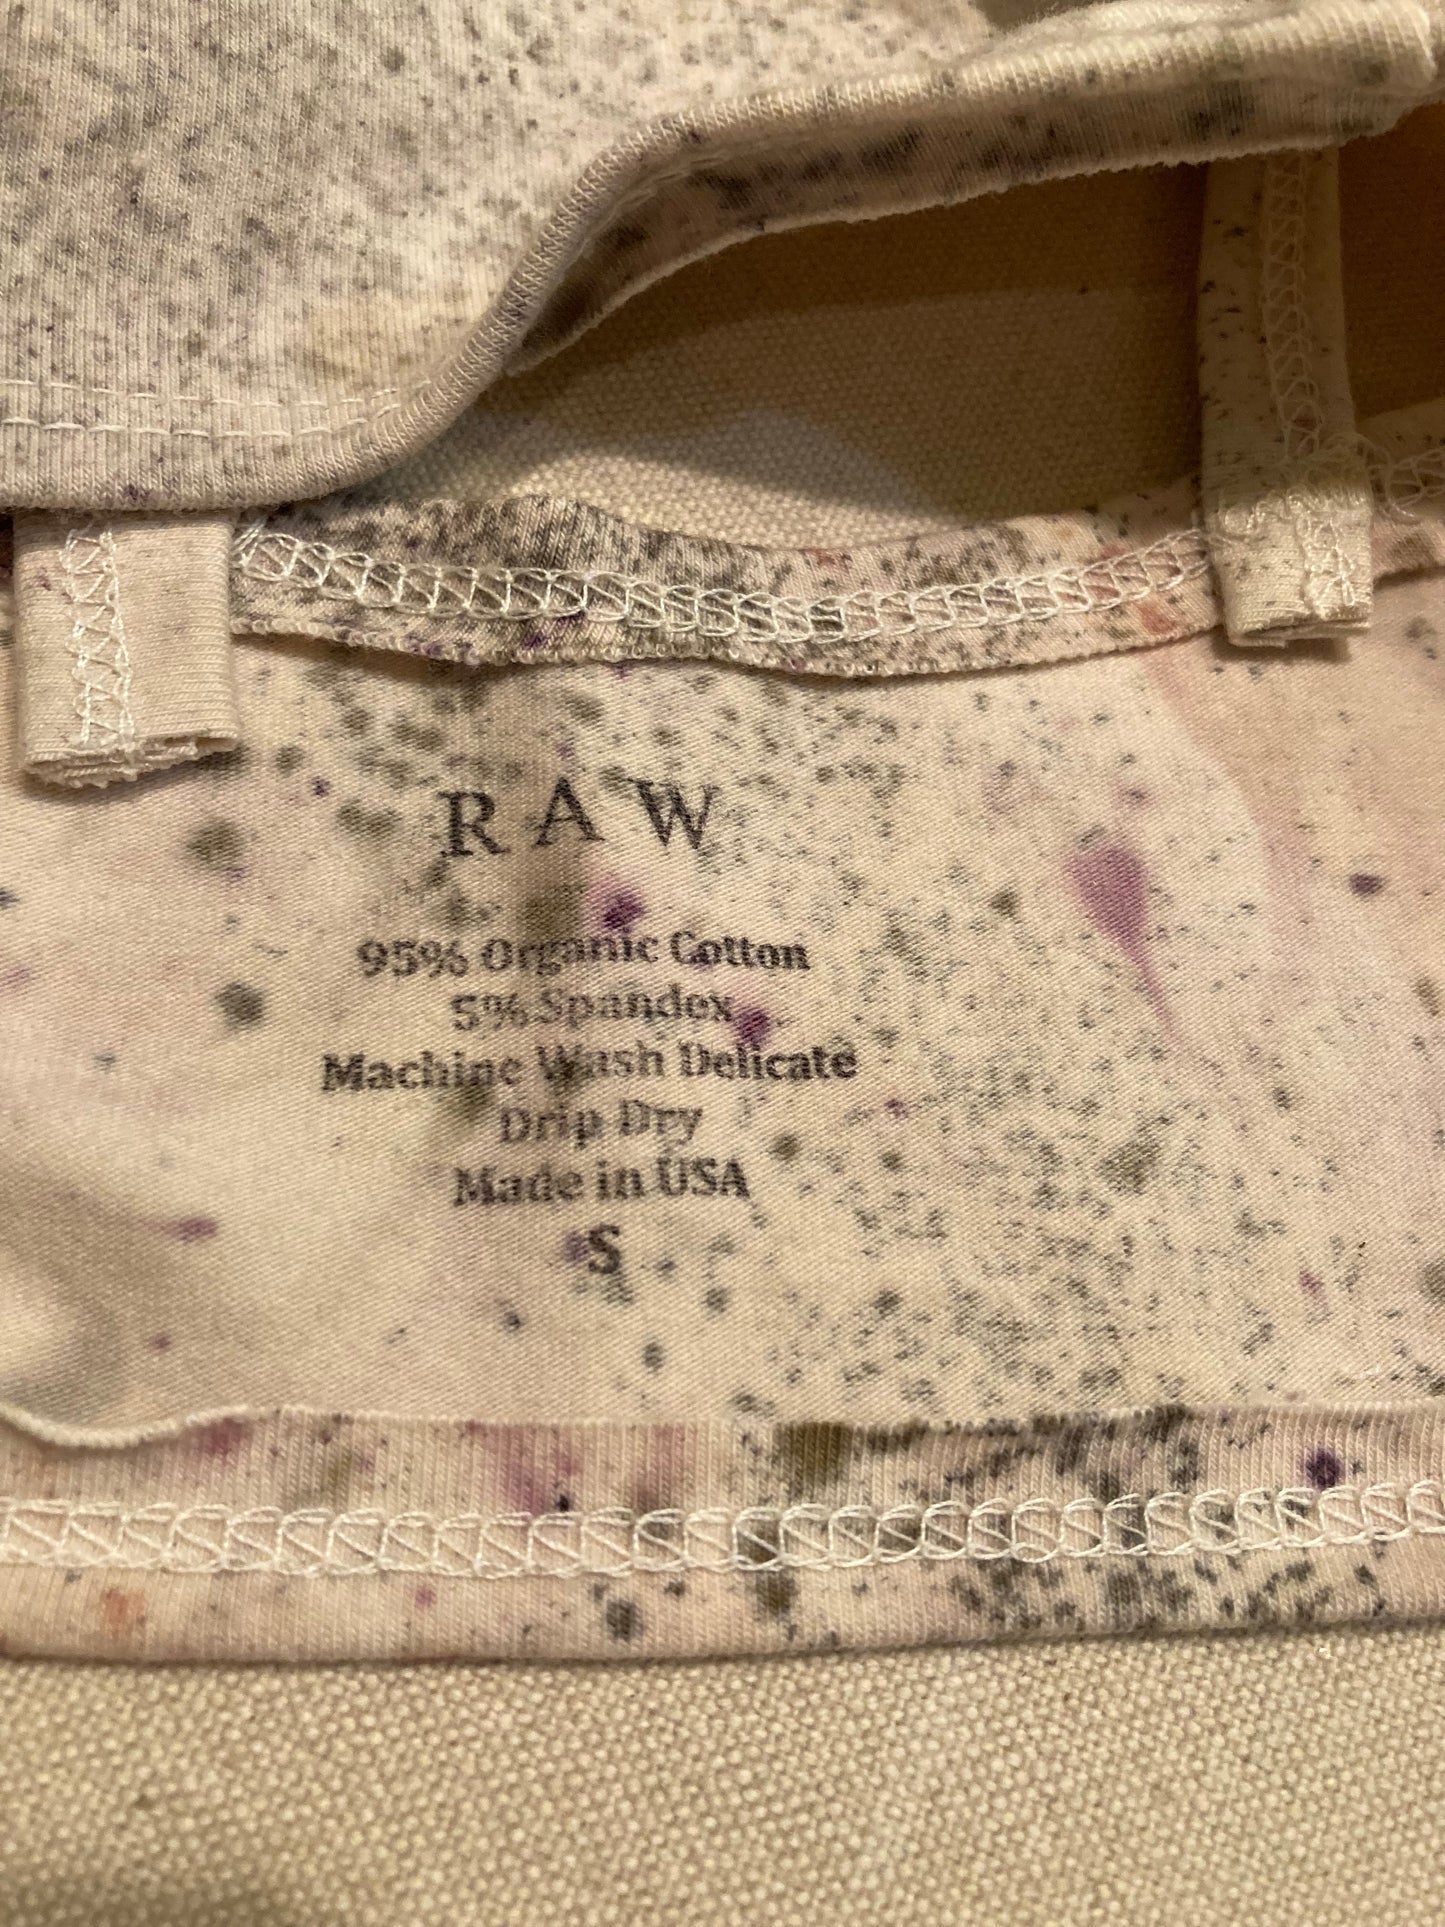 RAW
95% Organic Cotton
5% Spandex
Machine Wash Delicate
Drip Dry
Made in USA
S